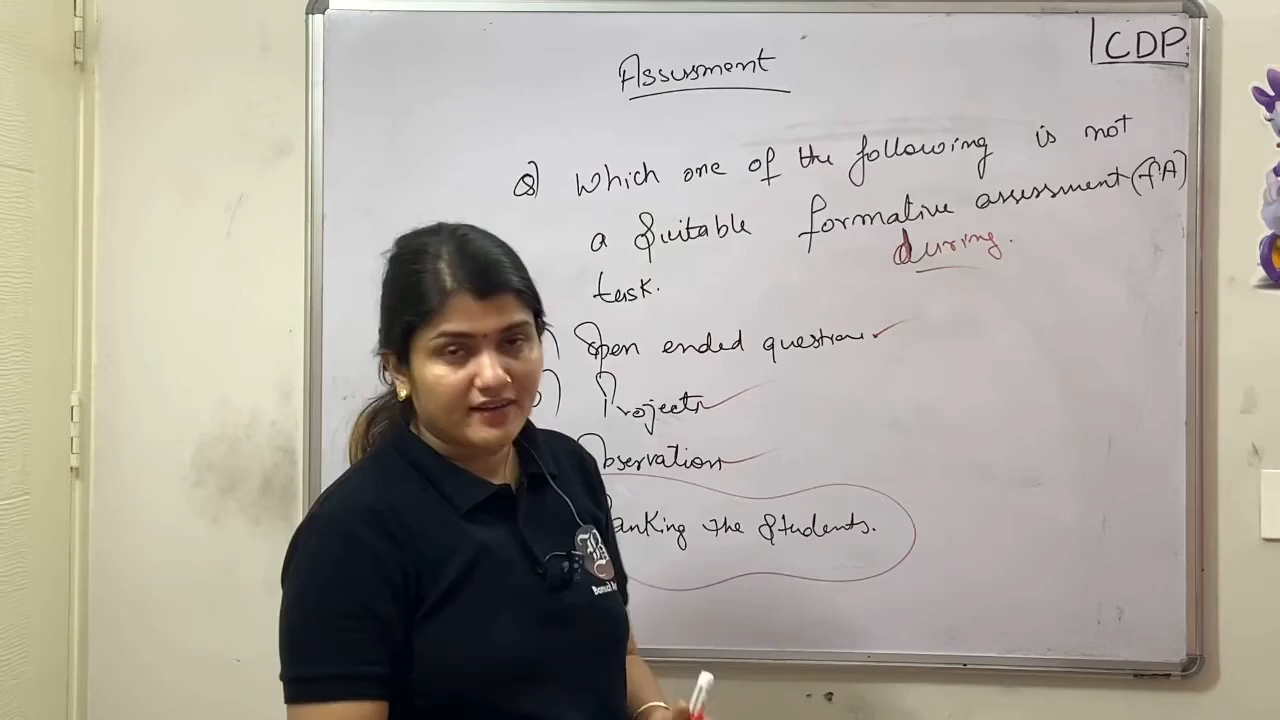 CDP
Assusment
Q) Which one of the following is not
a suitable formative assessment (FA)
during.
task.
) Open ended questions
) Projects
Observation
anking the students.